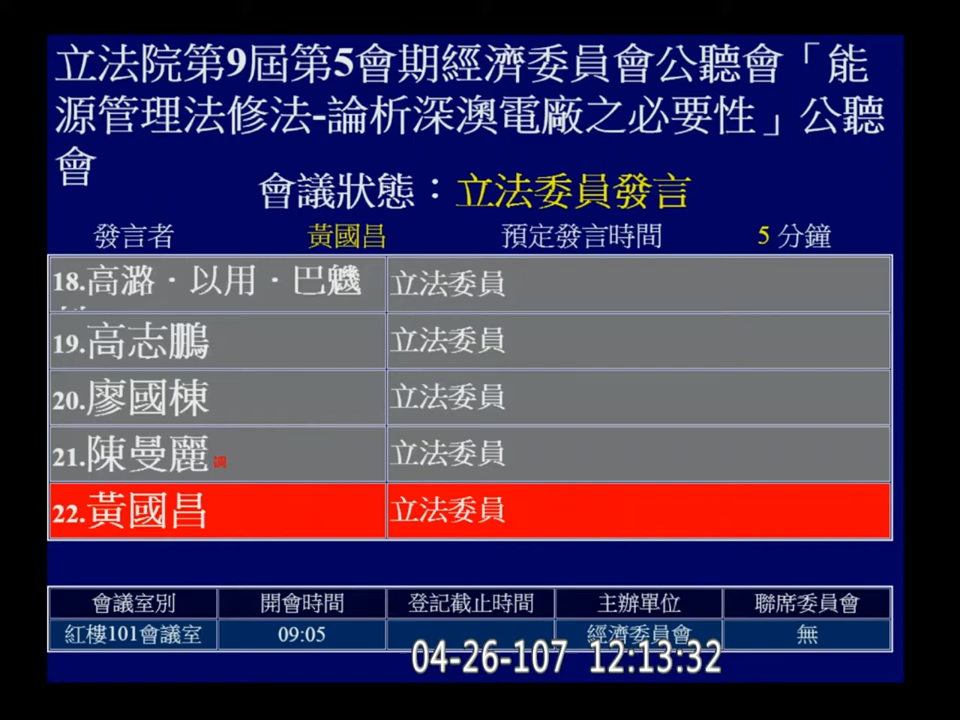 立法院第9屆第5會期經濟委員會公聽會「能
源管理法修法-論析深澳電廠之必要性」公聽
會
會議狀態：立法委員發言
發言者 黃國昌 預定發言時間 5 分鐘
18.高潞．以用．巴魕 立法委員
19.高志鵬 立法委員
20.廖國棟 立法委員
21.陳曼麗調 立法委員
22.黃國昌 立法委員
會議室別 開會時間 登記截止時間 主辦單位 聯席委員會
紅樓101會議室 09:05 經濟委員會 無
04-26-107 12:13:32